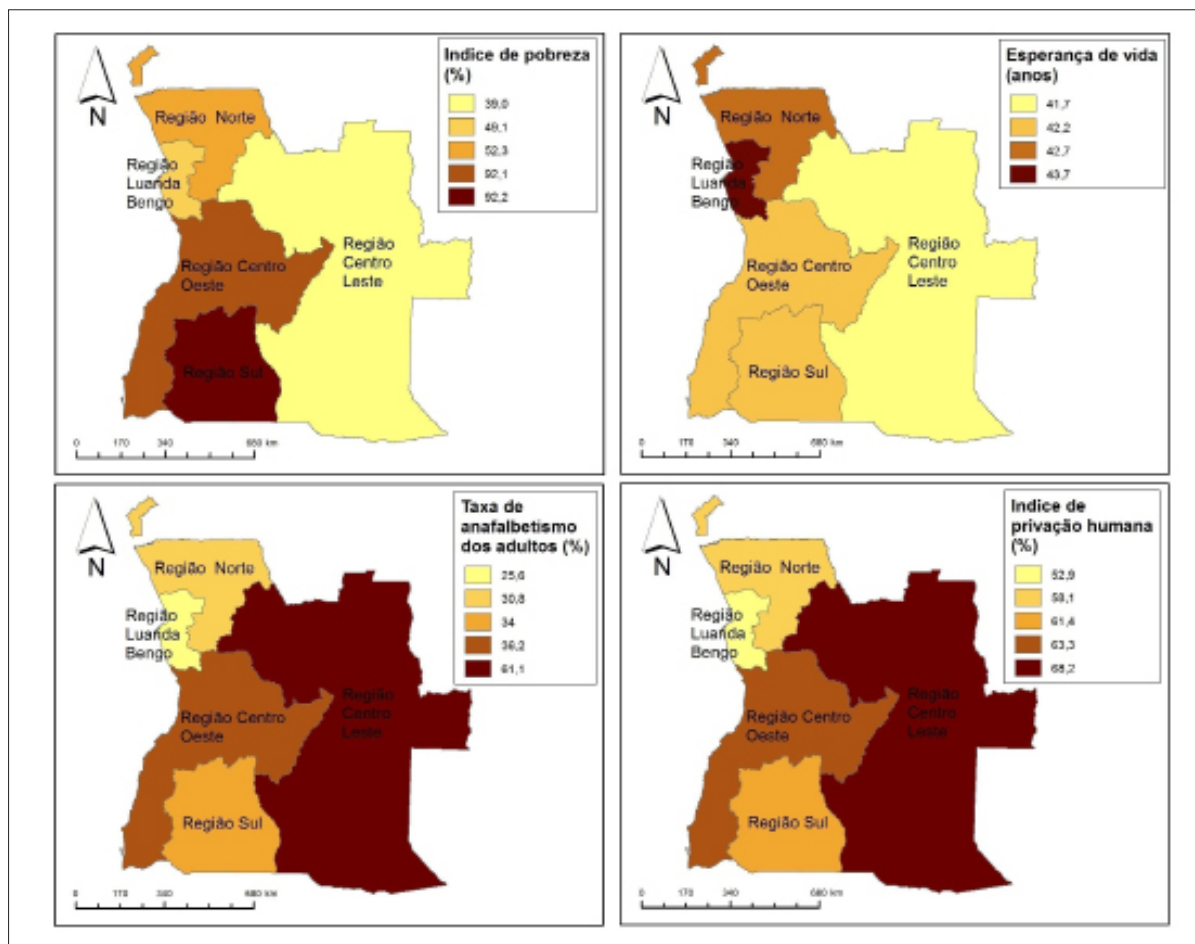 Indice de pobreza
(%)
39,0
49,1
52,3
92,1
92,2
N
Região Norte
Região
Luanda
Bengo
Região Centro
Oeste
Região
Centro
Leste
Região Sul
0 170 340 680 km
Esperança de vida
(anos)
41,7
42,2
42,7
43,7
N
Região Norte
Região
Luanda
Bengo
Região Centro
Oeste
Região
Centro
Leste
Região Sul
0 170 340 680 km
Taxa de
anafalbetismo
dos adultos (%)
25,6
30,8
34
36,2
61,1
N
Região Norte
Região
Luanda
Bengo
Região Centro
Oeste
Região
Centro
Leste
Região Sul
0 170 340 680 km
Indice de
privação humana
(%)
52,9
58,1
61,4
63,3
68,2
N
Região Norte
Região
Luanda
Bengo
Região Centro
Oeste
Região
Centro
Leste
Região Sul
0 170 340 680 km